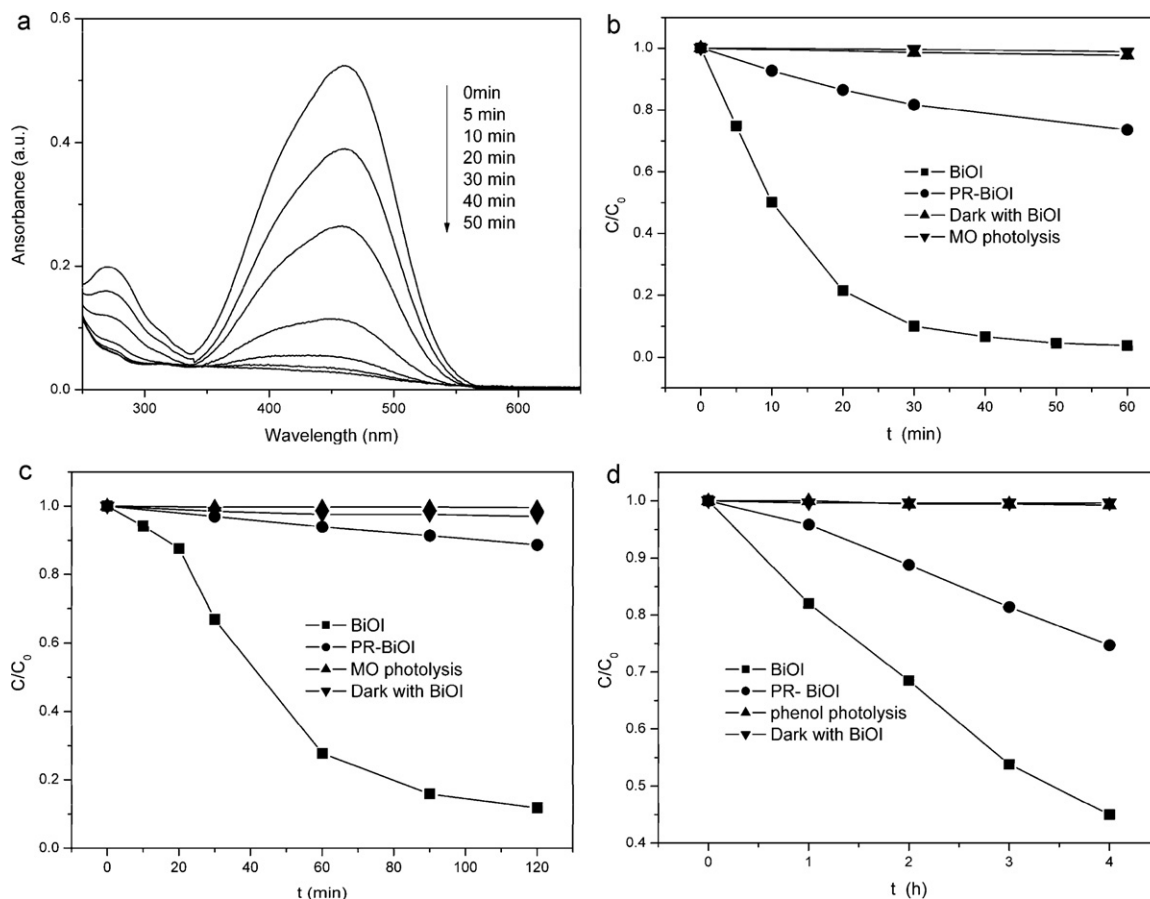 a
0.6
0.4
0.2
0.0
Ansorbance (a.u.)
300
400
500
600
Wavelength (nm)
0min
5 min
10 min
20 min
30 min
40 min
50 min
b
1.0
0.8
0.6
0.4
0.2
0.0
C/C0
0
10
20
30
40
50
60
t (min)
BiOI
PR-BiOI
Dark with BiOI
MO photolysis
c
1.0
0.8
0.6
0.4
0.2
0.0
C/C0
0
20
40
60
80
100
120
t (min)
BiOI
PR-BiOI
MO photolysis
Dark with BiOI
d
1.0
0.9
0.8
0.7
0.6
0.5
0.4
C/C0
0
1
2
3
4
t (h)
BiOI
PR- BiOI
phenol photolysis
Dark with BiOI